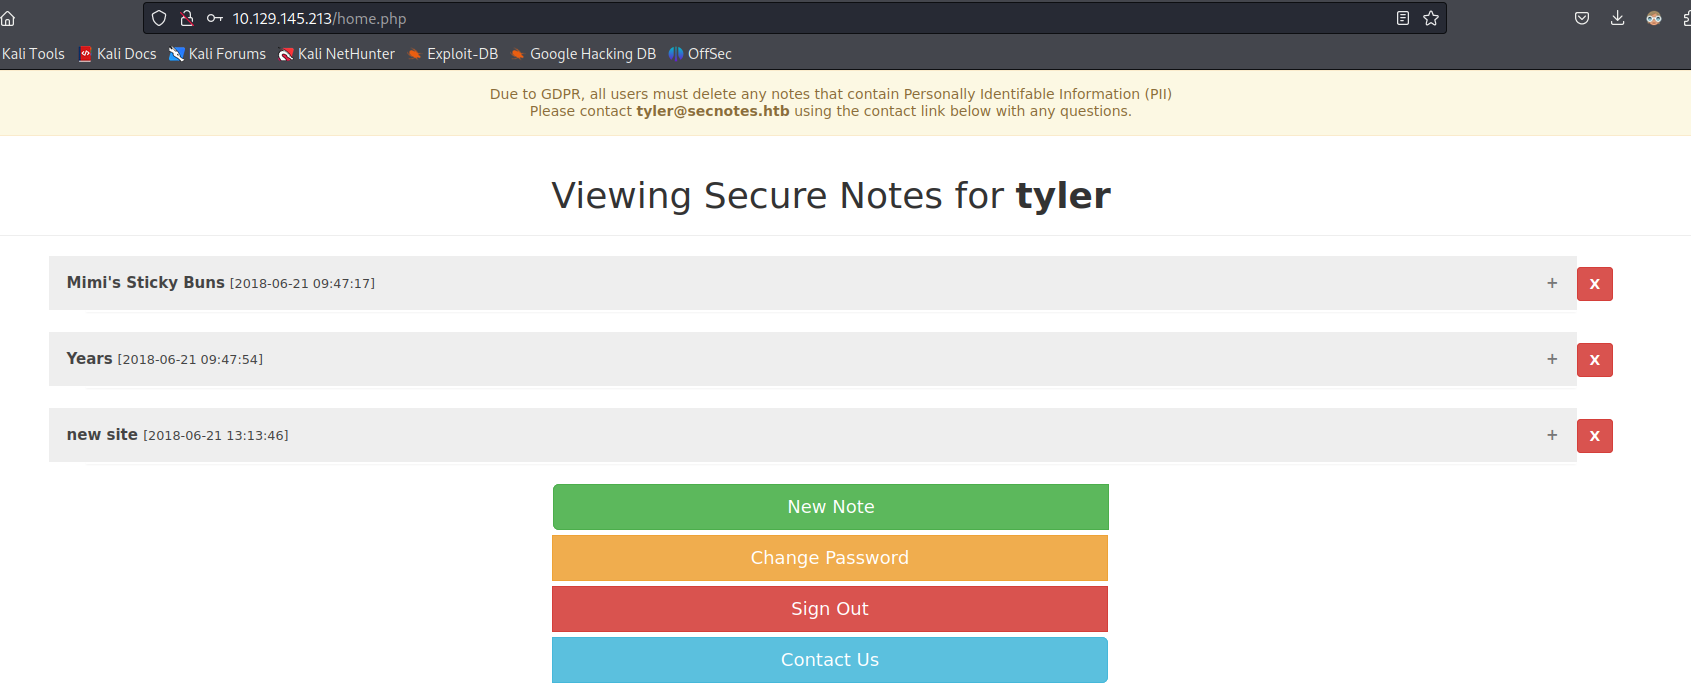 10.129.145.213/home.php
Kali Tools Kali Docs Kali Forums Kali NetHunter Exploit-DB Google Hacking DB OffSec
Due to GDPR, all users must delete any notes that contain Personally Identifable Information (PII)
Please contact tyler@secnotes.htb using the contact link below with any questions.
Viewing Secure Notes for tyler
Mimi's Sticky Buns [2018-06-21 09:47:17] + X
Years [2018-06-21 09:47:54] + X
new site [2018-06-21 13:13:46] + X
New Note
Change Password
Sign Out
Contact Us